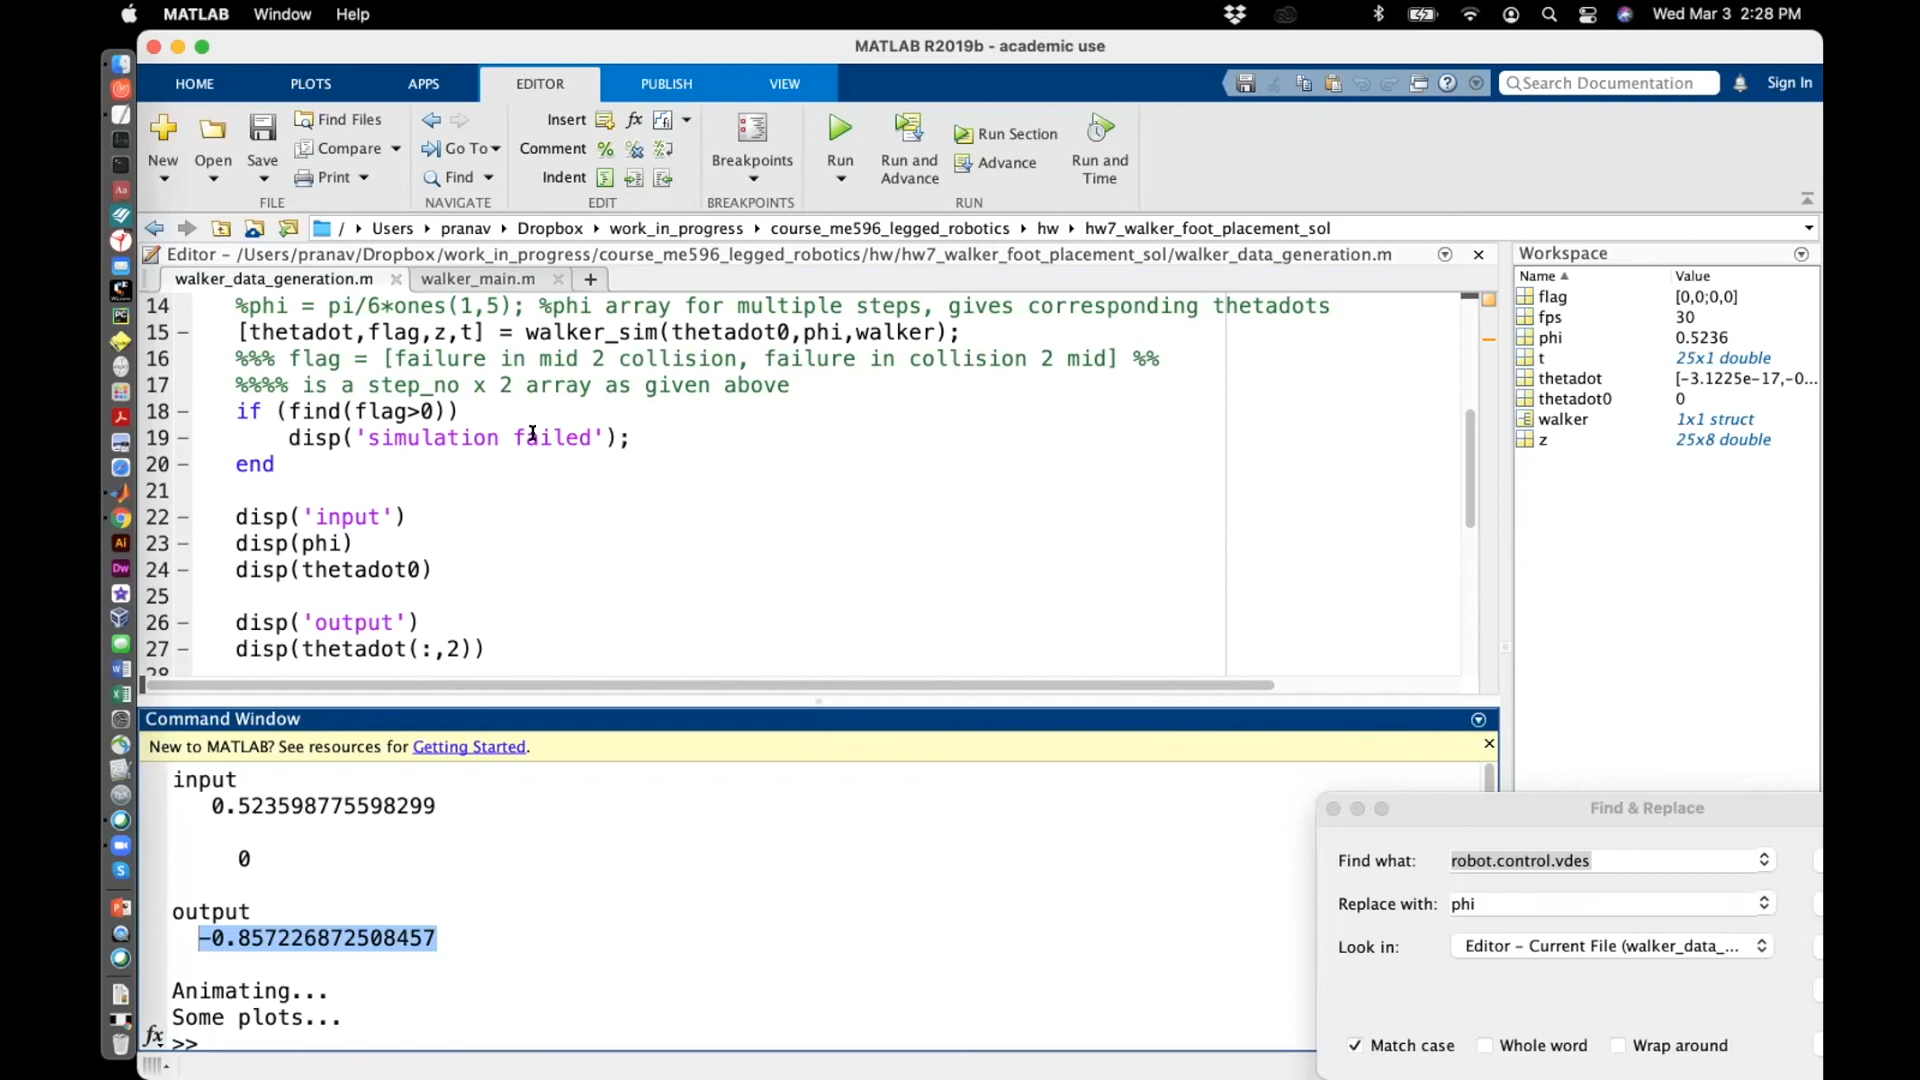 MATLAB Window Help
Wed Mar 3 2:28 PM
MATLAB R2019b - academic use
HOME PLOTS APPS EDITOR PUBLISH VIEW
Search Documentation
Sign In
New Open Save
Find Files
Compare
Print
FILE
Go To
Find
NAVIGATE
Insert
Comment
Indent
EDIT
Breakpoints
BREAKPOINTS
Run
Run and Advance
Run Section
Advance
Run and Time
RUN
/ Users pranav Dropbox work_in_progress course_me596_legged_robotics hw hw7_walker_foot_placement_sol
Editor - /Users/pranav/Dropbox/work_in_progress/course_me596_legged_robotics/hw/hw7_walker_foot_placement_sol/walker_data_generation.m
walker_data_generation.m walker_main.m
14 %phi = pi/6*ones(1,5); %phi array for multiple steps, gives corresponding thetadots
15 – [thetadot,flag,z,t] = walker_sim(thetadot0,phi,walker);
16 %%% flag = [failure in mid 2 collision, failure in collision 2 mid] %%
17 %%%% is a step_no x 2 array as given above
18 – if (find(flag>0))
19 – disp('simulation failed');
20 – end
21
22 – disp('input')
23 – disp(phi)
24 – disp(thetadot0)
25
26 – disp('output')
27 – disp(thetadot(:,2))
28
Workspace
Name Value
flag [0,0;0,0]
fps 30
phi 0.5236
t 25x1 double
thetadot [-3.1225e-17,-0...
thetadot0 0
walker 1x1 struct
z 25x8 double
Command Window
New to MATLAB? See resources for Getting Started.
input
0.523598775598299
0
output
-0.857226872508457
Animating...
Some plots...
fx >>
Find & Replace
Find what: robot.control.vdes
Replace with: phi
Look in: Editor - Current File (walker_data_...
Match case Whole word Wrap around